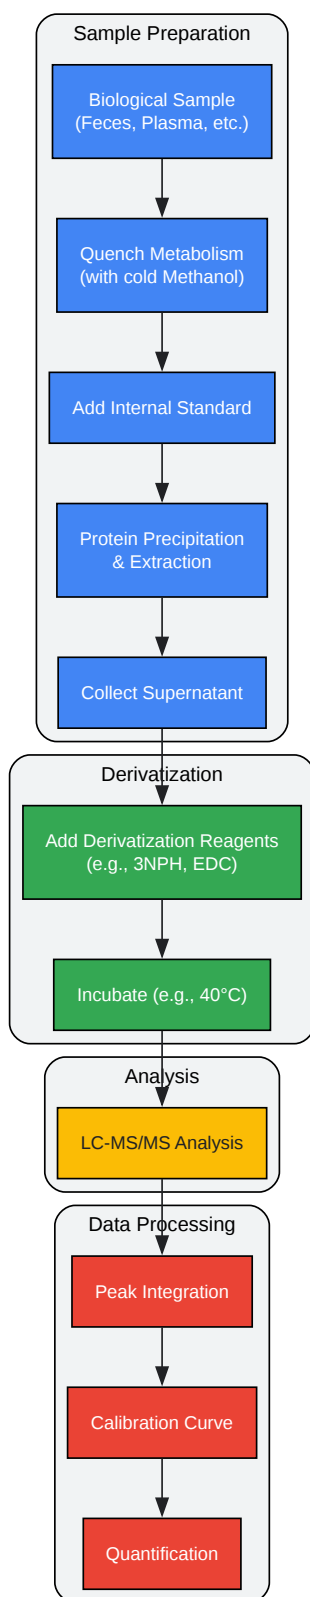 Sample Preparation
Biological Sample
(Feces, Plasma, etc.)
Quench Metabolism
(with cold Methanol)
Add Internal Standard
Protein Precipitation
& Extraction
Collect Supernatant
Derivatization
Add Derivatization Reagents
(e.g., 3NPH, EDC)
Incubate (e.g., 40°C)
Analysis
LC-MS/MS Analysis
Data Processing
Peak Integration
Calibration Curve
Quantification